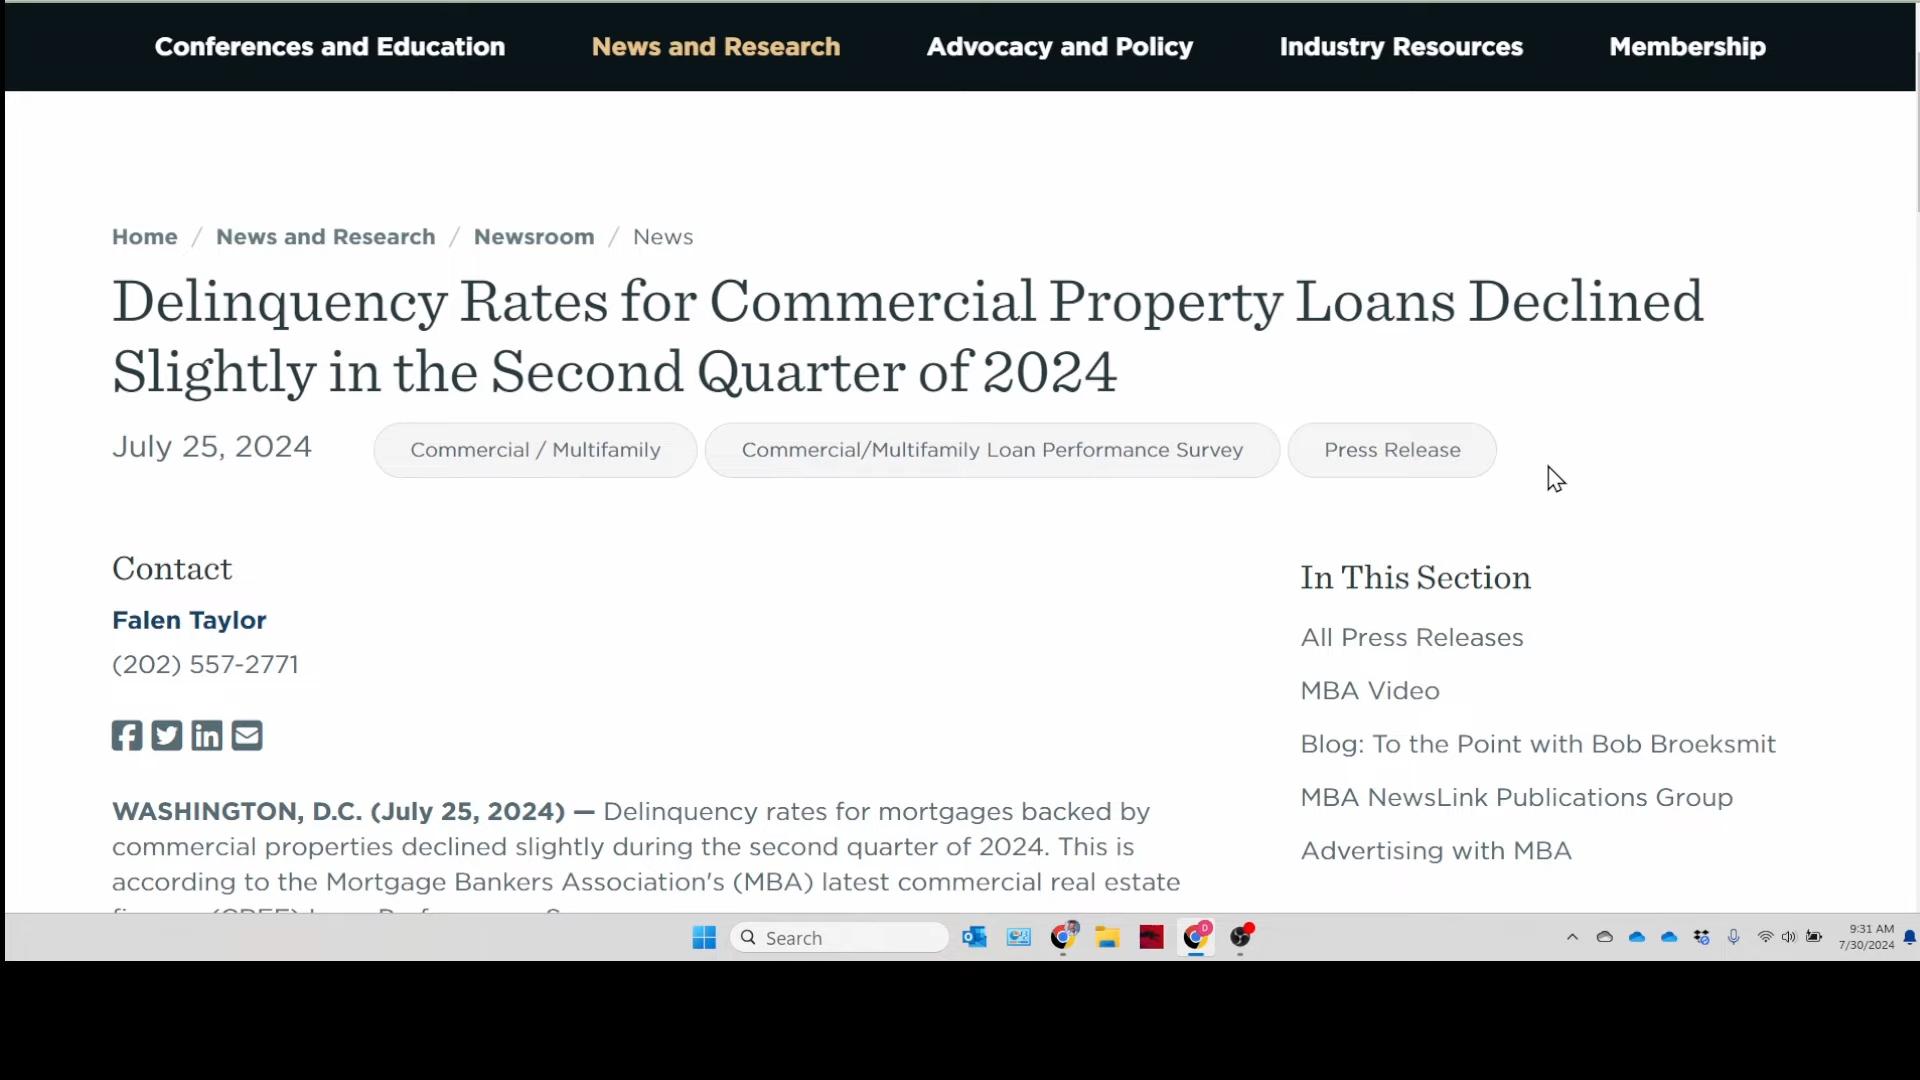 Conferences and Education News and Research Advocacy and Policy Industry Resources Membership
Home / News and Research / Newsroom / News
Delinquency Rates for Commercial Property Loans Declined
Slightly in the Second Quarter of 2024
July 25, 2024 Commercial / Multifamily Commercial/Multifamily Loan Performance Survey Press Release
Contact
Falen Taylor
(202) 557-2771
WASHINGTON, D.C. (July 25, 2024) — Delinquency rates for mortgages backed by
commercial properties declined slightly during the second quarter of 2024. This is
according to the Mortgage Bankers Association's (MBA) latest commercial real estate
In This Section
All Press Releases
MBA Video
Blog: To the Point with Bob Broeksmit
MBA NewsLink Publications Group
Advertising with MBA
Search
9:31 AM
7/30/2024